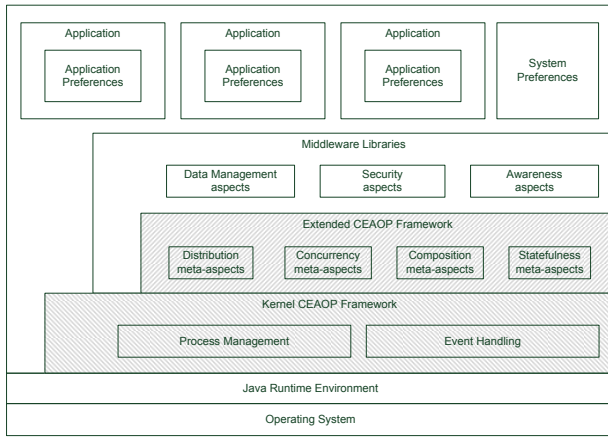 Application
Application
Preferences
Application
Application
Preferences
Application
Application
Preferences
System
Preferences
Middleware Libraries
Data Management
aspects
Security
aspects
Awareness
aspects
Extended CEAOP Framework
Distribution
meta-aspects
Concurrency
meta-aspects
Composition
meta-aspects
Statefulness
meta-aspects
Kernel CEAOP Framework
Process Management
Event Handling
Java Runtime Environment
Operating System